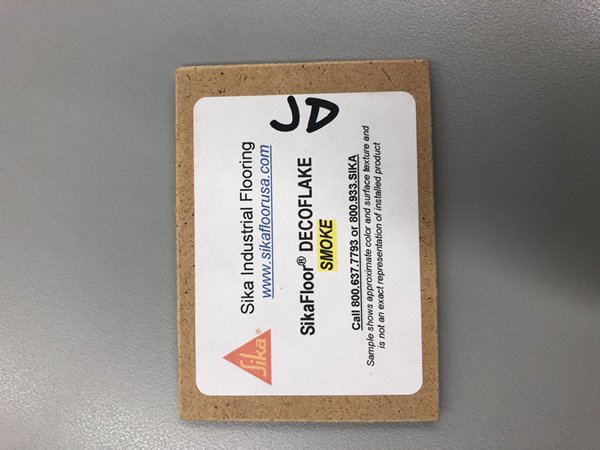 Sika®
Sika Industrial Flooring
www.sikafloorusa.com
JD
SikaFloor® DECOFLAKE
SMOKE
Call 800.637.7793 or 800.933.SIKA
Sample shows approximate color and surface texture and
is not an exact representation of installed product